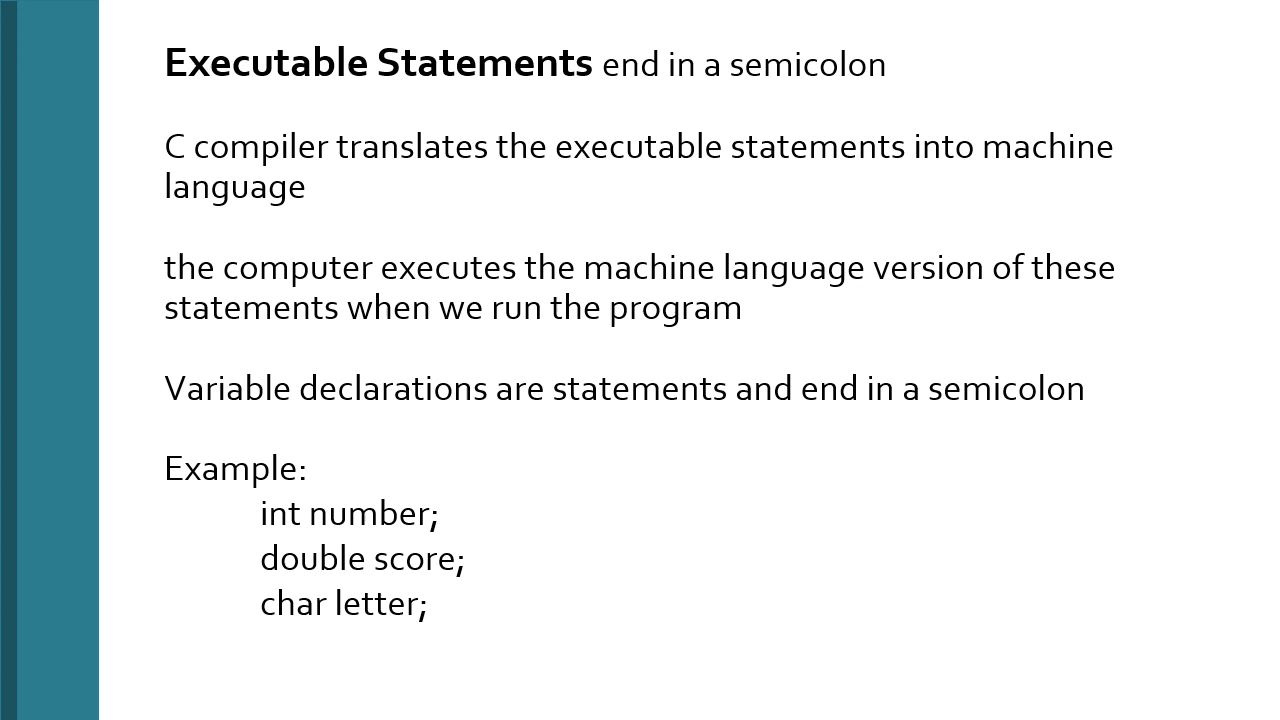 Executable Statements end in a semicolon
C compiler translates the executable statements into machine
language
the computer executes the machine language version of these
statements when we run the program
Variable declarations are statements and end in a semicolon
Example:
int number;
double score;
char letter;